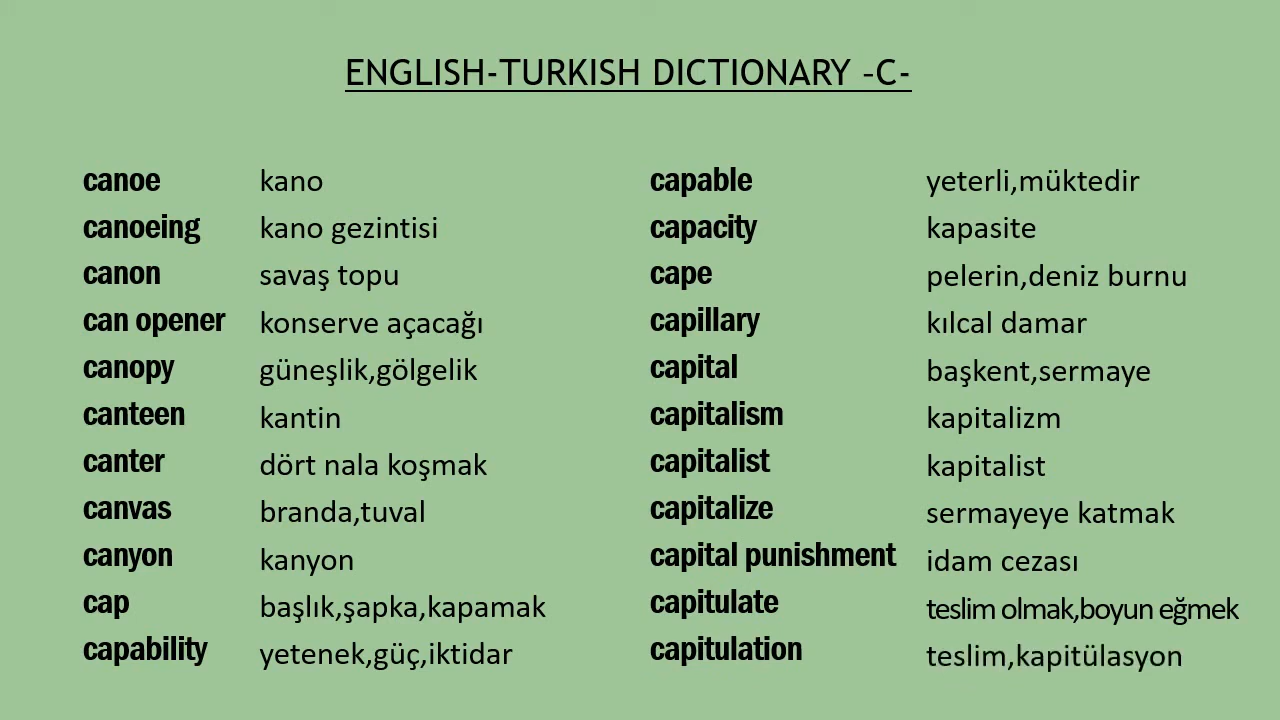 ENGLISH-TURKISH DICTIONARY –C-
canoe kano
canoeing kano gezintisi
canon savaş topu
can opener konserve açacağı
canopy güneşlik,gölgelik
canteen kantin
canter dört nala koşmak
canvas branda,tuval
canyon kanyon
cap başlık,şapka,kapamak
capability yetenek,güç,iktidar
capable yeterli,müktedir
capacity kapasite
cape pelerin,deniz burnu
capillary kılcal damar
capital başkent,sermaye
capitalism kapitalizm
capitalist kapitalist
capitalize sermayeye katmak
capital punishment idam cezası
capitulate teslim olmak,boyun eğmek
capitulation teslim,kapitülasyon